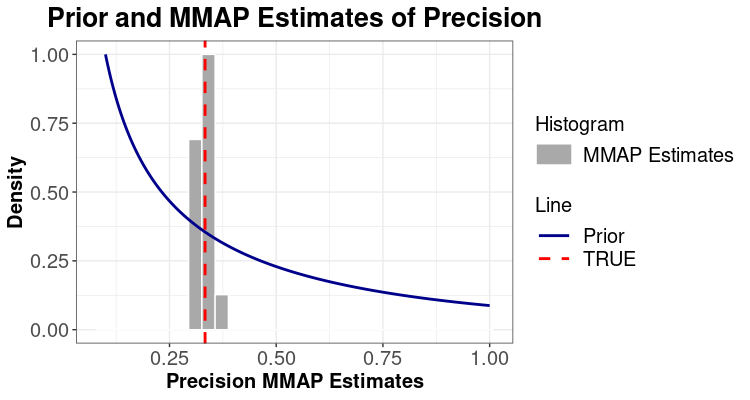 Prior and MMAP Estimates of Precision
1.00
0.75
0.50
0.25
0.00
Density
0.25 0.50 0.75 1.00
Precision MMAP Estimates
Histogram
MMAP Estimates
Line
Prior
TRUE